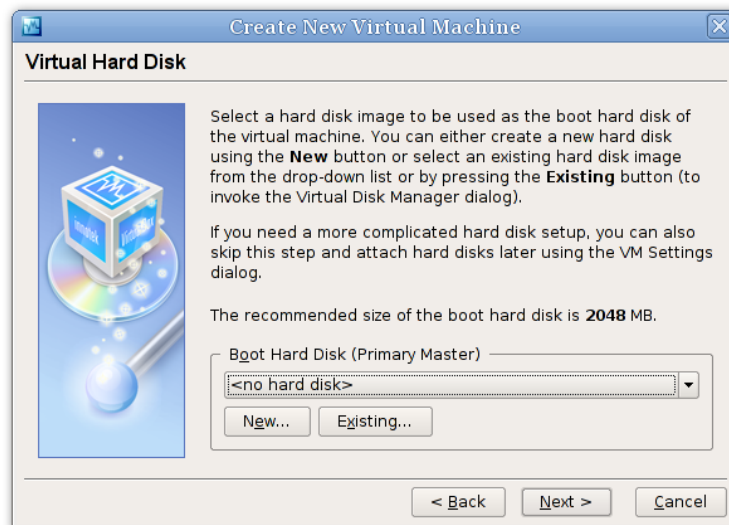 Create New Virtual Machine
Virtual Hard Disk
Select a hard disk image to be used as the boot hard disk of
the virtual machine. You can either create a new hard disk
using the New button or select an existing hard disk image
from the drop-down list or by pressing the Existing button (to
invoke the Virtual Disk Manager dialog).
If you need a more complicated hard disk setup, you can also
skip this step and attach hard disks later using the VM Settings
dialog.
The recommended size of the boot hard disk is 2048 MB.
innotek
VirtualBox
Boot Hard Disk (Primary Master)
<no hard disk>
New...
Existing...
< Back
Next >
Cancel